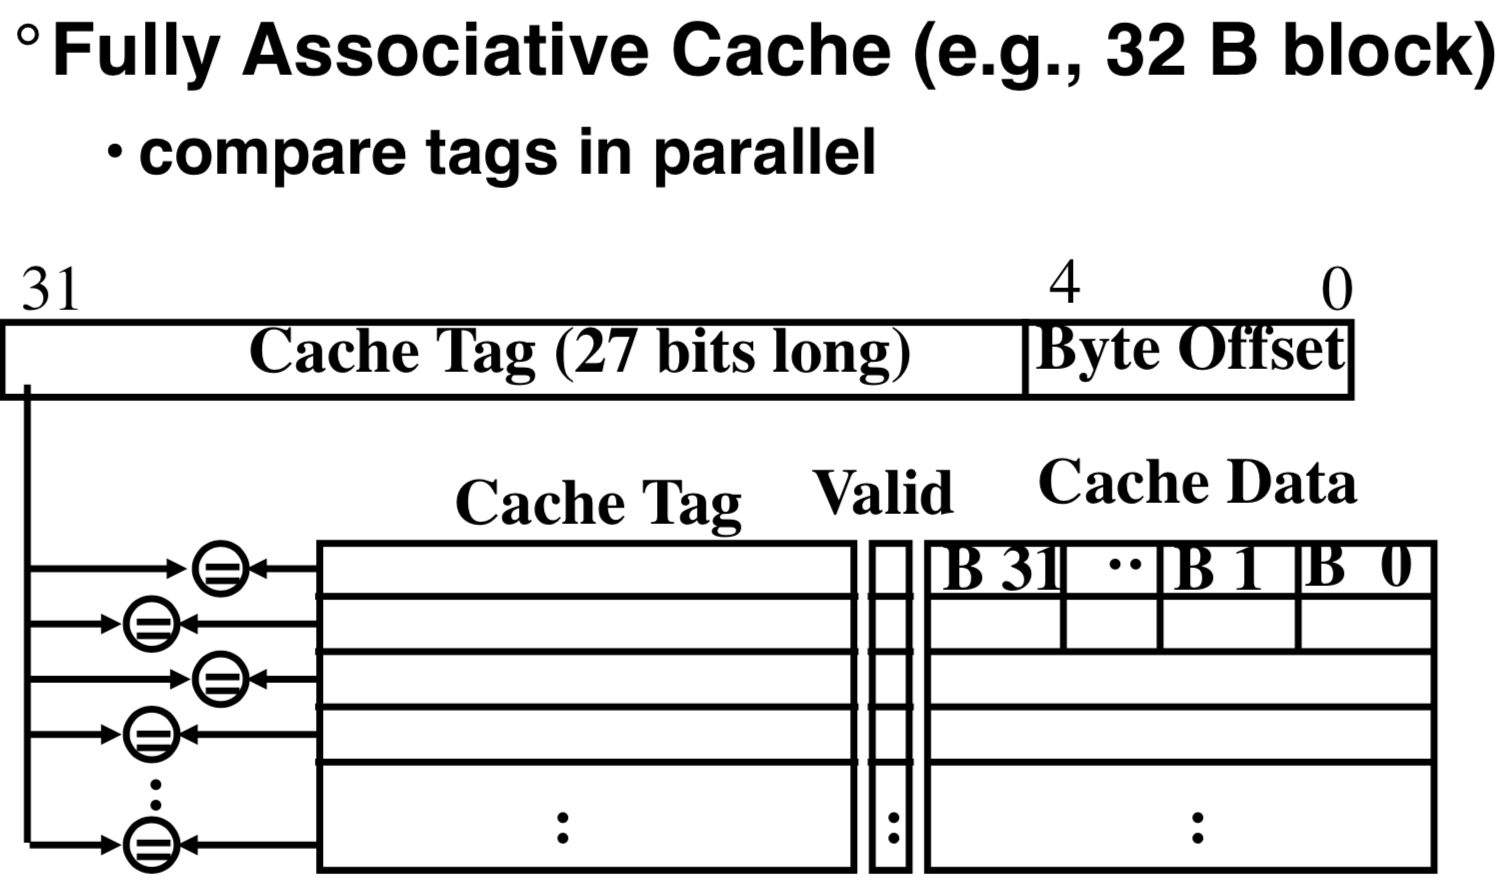 °Fully Associative Cache (e.g., 32 B block)
• compare tags in parallel
31 4 0
Cache Tag (27 bits long) Byte Offset
Cache Tag Valid Cache Data
= B 31 ·· B 1 B 0
=
=
=
: : : :
=